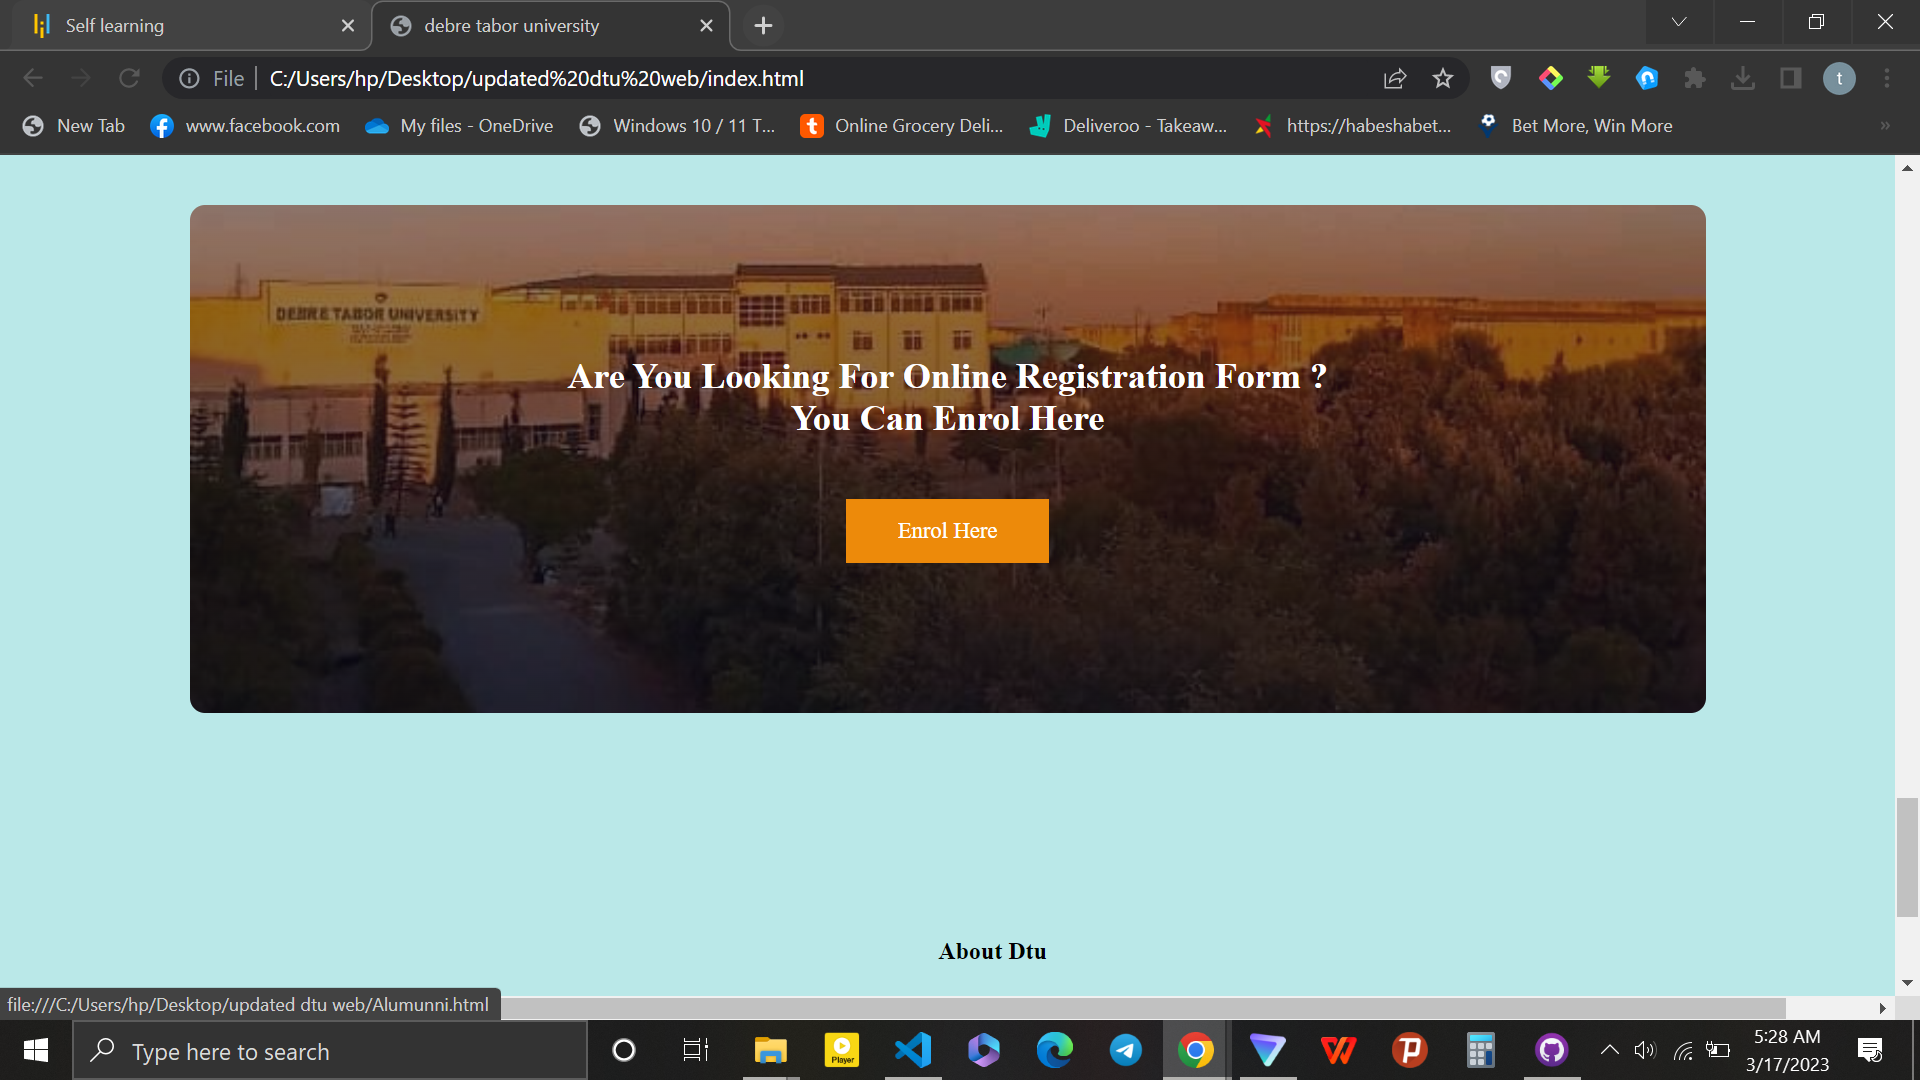 Self learning
debre tabor university
File
C:/Users/hp/Desktop/updated%20dtu%20web/index.html
t
New Tab
www.facebook.com
My files - OneDrive
Windows 10 / 11 T...
Online Grocery Deli...
Deliveroo - Takeaw...
https://habeshabet...
Bet More, Win More
»
DEBRE TABOR UNIVERSITY
Are You Looking For Online Registration Form ?
You Can Enrol Here
Enrol Here
About Dtu
file:///C:/Users/hp/Desktop/updated dtu web/Alumunni.html
Type here to search
Player
5:28 AM
3/17/2023